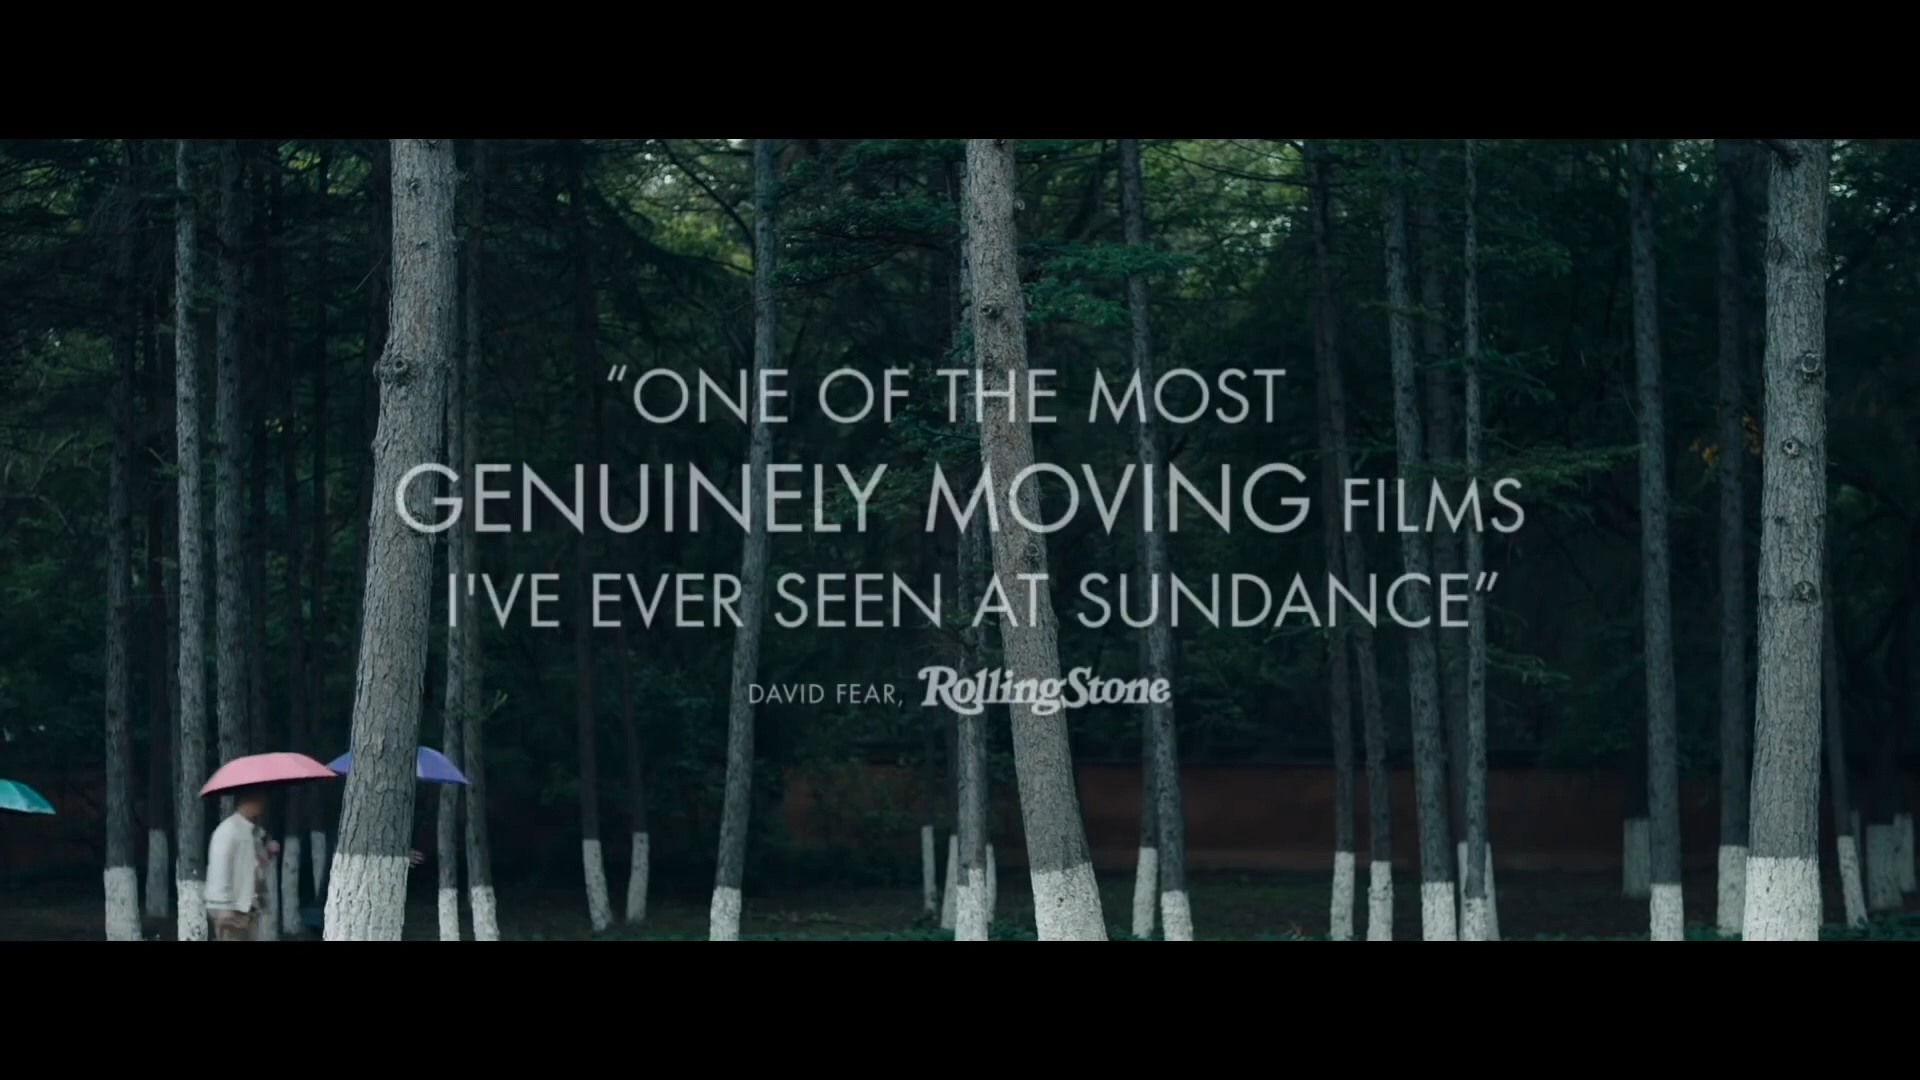 “ONE OF THE MOST
GENUINELY MOVING FILMS
I'VE EVER SEEN AT SUNDANCE”
DAVID FEAR, RollingStone